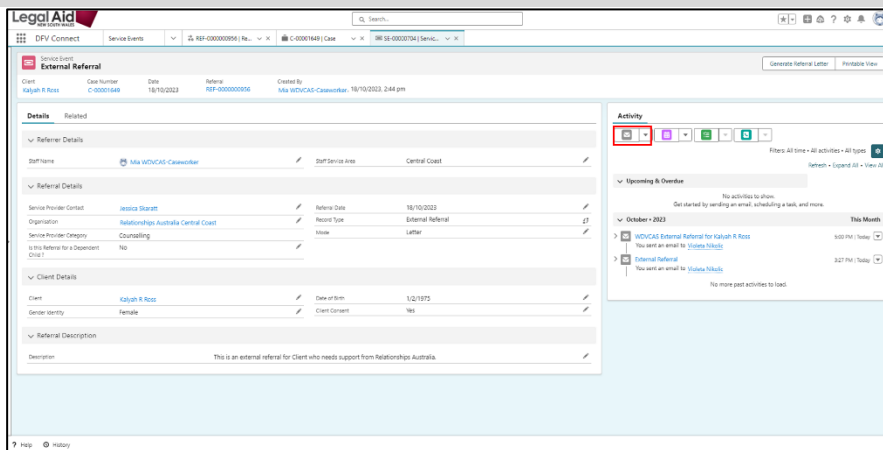 Legal Aid
NEW SOUTH WALES
Search...
DFV Connect
Service Events
REF-0000000956 | Re...
C-00001649 | Case
SE-00000704 | Servic...
Service Event
External Referral
Generate Referral Letter
Printable View
Client
Case Number
Date
Referral
Created By
Kalyah R Ross
C-00001649
18/10/2023
REF-0000000956
Mia WDVCAS-Caseworker, 18/10/2023, 2:44 pm
Details
Related
Referrer Details
Staff Name
Mia WDVCAS-Caseworker
Staff Service Area
Central Coast
Referral Details
Service Provider Contact
Jessica Skaratt
Referral Date
18/10/2023
Organisation
Relationships Australia Central Coast
Record Type
External Referral
Service Provider Category
Counselling
Mode
Letter
Is this Referral for a Dependent
Child ?
No
Client Details
Client
Kalyah R Ross
Date of Birth
1/2/1975
Gender Identity
Female
Client Consent
Yes
Referral Description
Description
This is an external referral for Client who needs support from Relationships Australia.
Activity
Filters: All time • All activities • All types
Refresh • Expand All • View All
Upcoming & Overdue
No activities to show.
Get started by sending an email, scheduling a task, and more.
October • 2023
This Month
WDVCAS External Referral for Kalyah R Ross
5:00 PM | Today
You sent an email to Violeta Nikolic
External Referral
3:27 PM | Today
You sent an email to Violeta Nikolic
No more past activities to load.
? Help
History